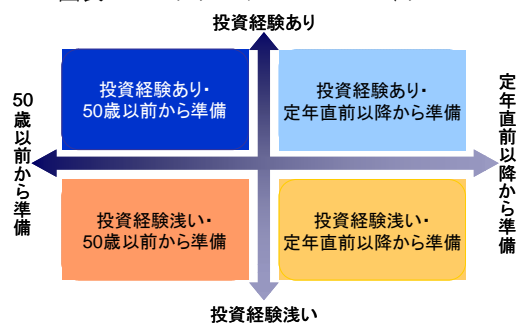 投資経験あり
投資経験あり・
50歳以前から準備
投資経験あり・
定年直前以降から準備
50歳以前から準備
定年直前以降から準備
投資経験浅い・
50歳以前から準備
投資経験浅い・
定年直前以降から準備
投資経験浅い